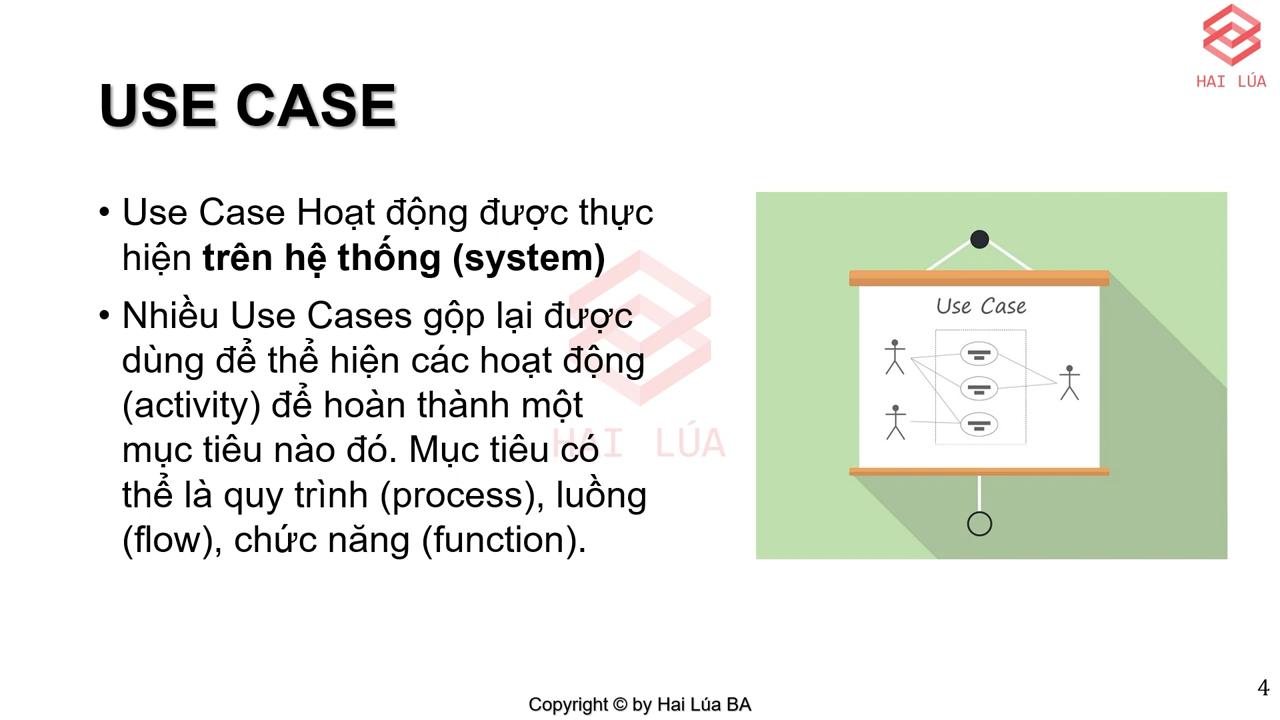 HAI LÚA
USE CASE
• Use Case Hoạt động được thực
hiện trên hệ thống (system)
• Nhiều Use Cases gộp lại được
dùng để thể hiện các hoạt động
(activity) để hoàn thành một
mục tiêu nào đó. Mục tiêu có
thể là quy trình (process), luồng
(flow), chức năng (function).
HAI LÚA
Use Case
Copyright © by Hai Lúa BA
4